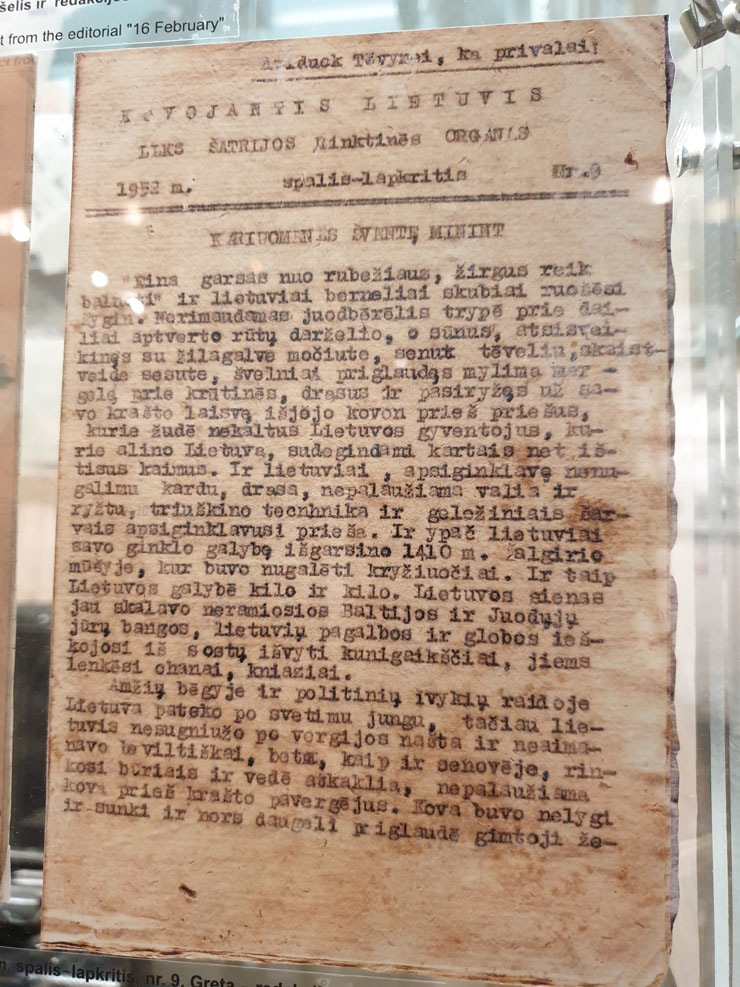 šelis ir redakcijos
t from the editorial "16 February"
Atiduok Tėvynei, ką privalai!
KOVOJANTIS LIETUVIS
LLKS ŠATRIJOS Rinktinės ORGANAS
1952 m. spalis-lapkritis Nr.9
KARIUOMENĖS ŠVENTĘ MININT
"Eina garsas nuo rubežiaus, žirgus reik
balnoti" ir lietuviai berneliai skubiai ruošėsi
žygin. Nerimaudamas juodbėrėlis trypė prie dai-
liai aptverto rūtų darželio, o sūnus, atsisvei-
kinęs su žilagalve močiute, senut tėveliu, skaist-
veide sesute, švelniai priglaudęs mylimą mer-
gelę prie krūtinės, drąsus ir pasiryžęs už sa-
vo krašto laisvę išjojo kovon prieš priešus,
kurie žudė nekaltus Lietuvos gyventojus, ku-
rie alino Lietuvą, sudegindami kartais net iš-
tisus kaimus. Ir lietuviai, apsiginklavę nenu-
galimu kardu, drąsa, nepalaužiama valia ir
ryžtu, triuškino technika ir geležiniais šar-
vais apsiginklavusį priešą. Ir ypač lietuviai
savo ginklo galybę išgarsino 1410 m. Žalgirio
mūšyje, kur buvo nugalėti kryžiuočiai. Ir taip
Lietuvos galybė kilo ir kilo. Lietuvos sienas
jau skalavo neramiosios Baltijos ir Juodųjų
jūrų bangos, lietuvių pagalbos ir globos ieš-
kojosi iš sostų išvyti kunigaikščiai, jiems
lenkėsi chanai, kniaziai.
Amžių bėgyje ir politinių įvykių raidoje
Lietuva pateko po svetimu jungu, tačiau lie-
tuvis nesugniužo po vergijos našta ir neaima-
navo beviltiškai, bet, kaip ir senovėje, rin-
kosi būriais ir vedė atkaklią, nepalaužiamą
kovą prieš krašto pavergėjus. Kova buvo nelygi
ir sunki ir nors daugelį priglaudė gimtoji že-
spalis-lapkritis, nr. 9. Greta